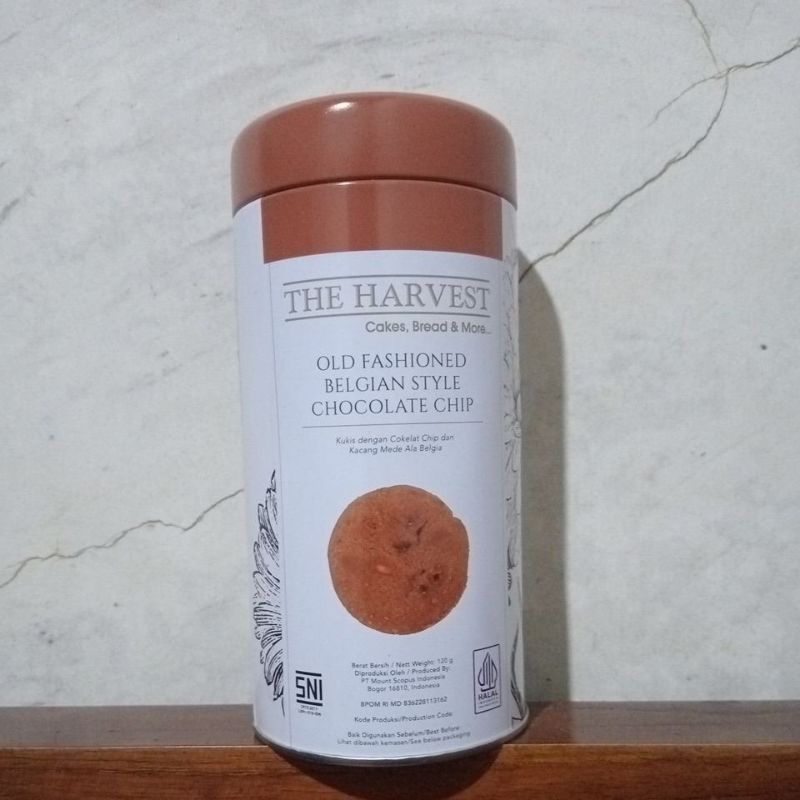 THE HARVEST
Cakes, Bread & More...
OLD FASHIONED
BELGIAN STYLE
CHOCOLATE CHIP
Kukis dengan Cokelat Chip dan
Kacang Mede Ala Belgia
Berat Bersih / Nett Weight: 120 g
Diproduksi Oleh / Produced By:
PT Mount Scopus Indonesia
Bogor 16810, Indonesia
BPOM RI MD 836228113162
Kode Produksi/Production Code:
Baik Digunakan Sebelum/Best Before:
Lihat dibawah kemasan/See below packaging
SNI
HALAL
INDONESIA